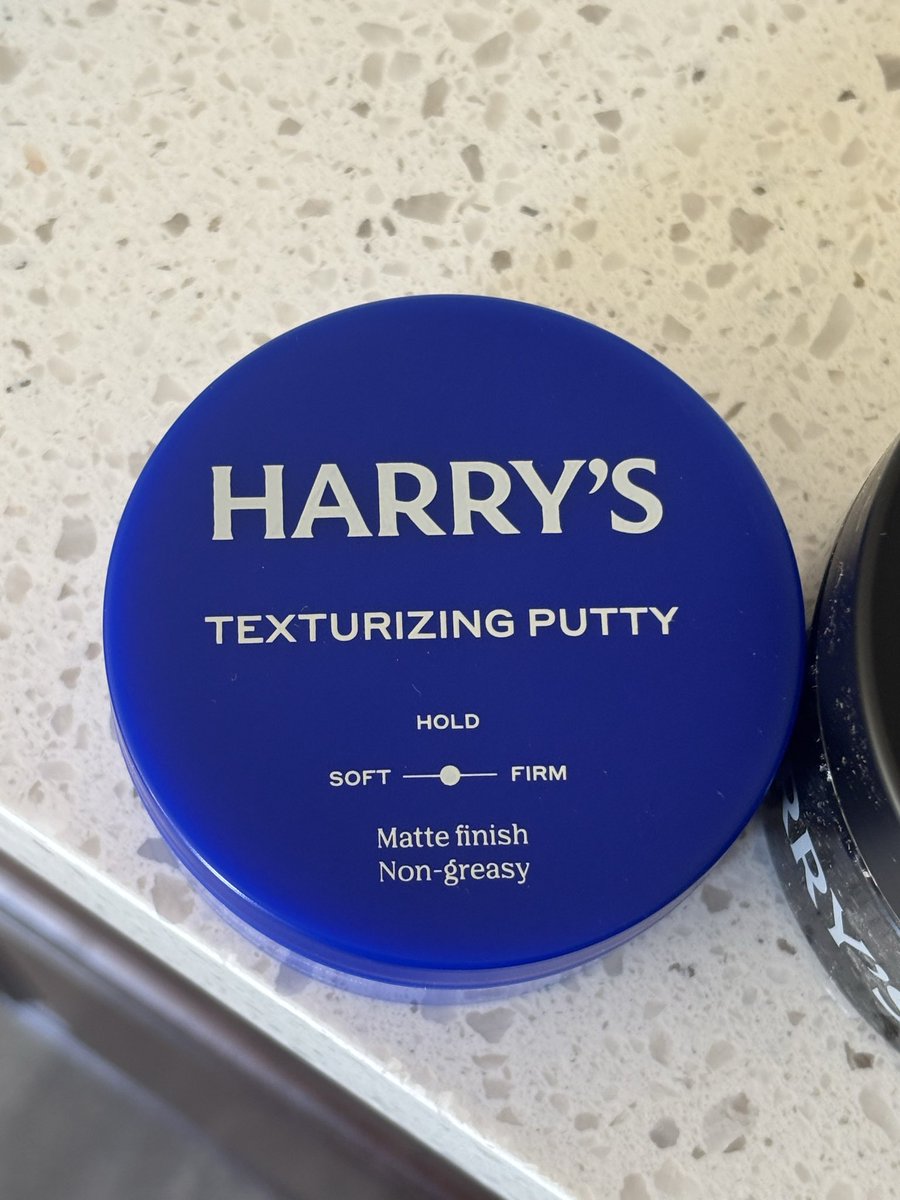 HARRY'S
TEXTURIZING PUTTY
HOLD
SOFT FIRM
Matte finish
Non-greasy